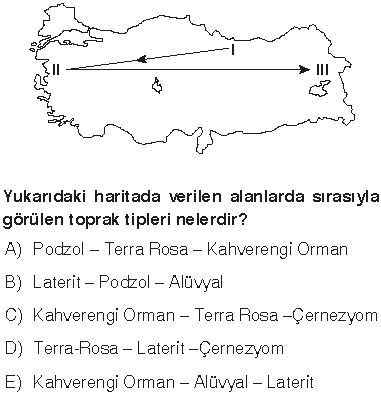 I
II
III
Yukarıdaki haritada verilen alanlarda sırasıyla
görülen toprak tipleri nelerdir?
A) Podzol – Terra Rosa – Kahverengi Orman
B) Laterit – Podzol – Alüvyal
C) Kahverengi Orman – Terra Rosa –Çernezyom
D) Terra-Rosa – Laterit –Çernezyom
E) Kahverengi Orman – Alüvyal – Laterit